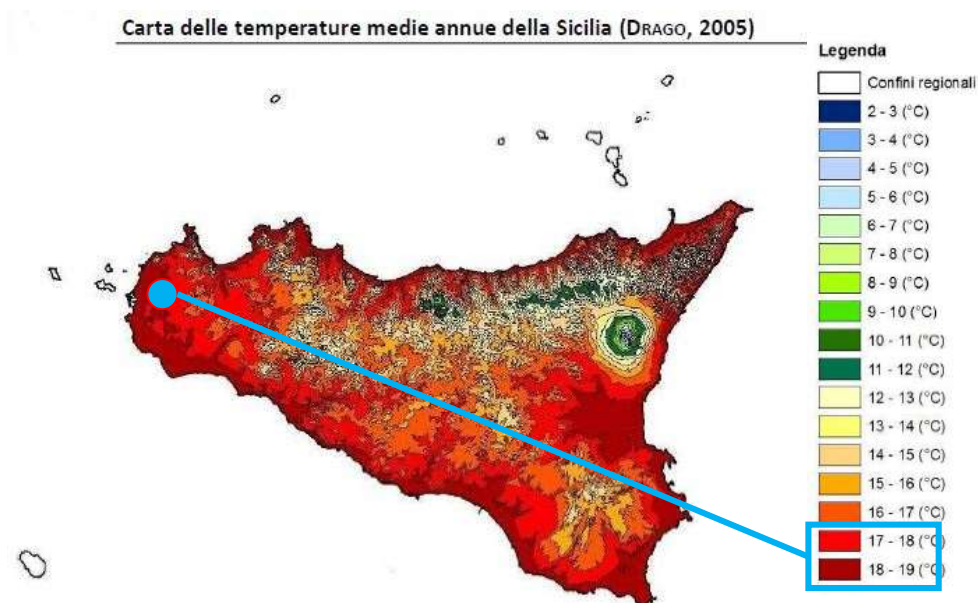 Carta delle temperature medie annue della Sicilia (DRAGO, 2005)
Legenda
Confini regionali
2 - 3 (°C)
3 - 4 (°C)
4 - 5 (°C)
5 - 6 (°C)
6 - 7 (°C)
7 - 8 (°C)
8 - 9 (°C)
9 - 10 (°C)
10 - 11 (°C)
11 - 12 (°C)
12 - 13 (°C)
13 - 14 (°C)
14 - 15 (°C)
15 - 16 (°C)
16 - 17 (°C)
17 - 18 (°C)
18 - 19 (°C)